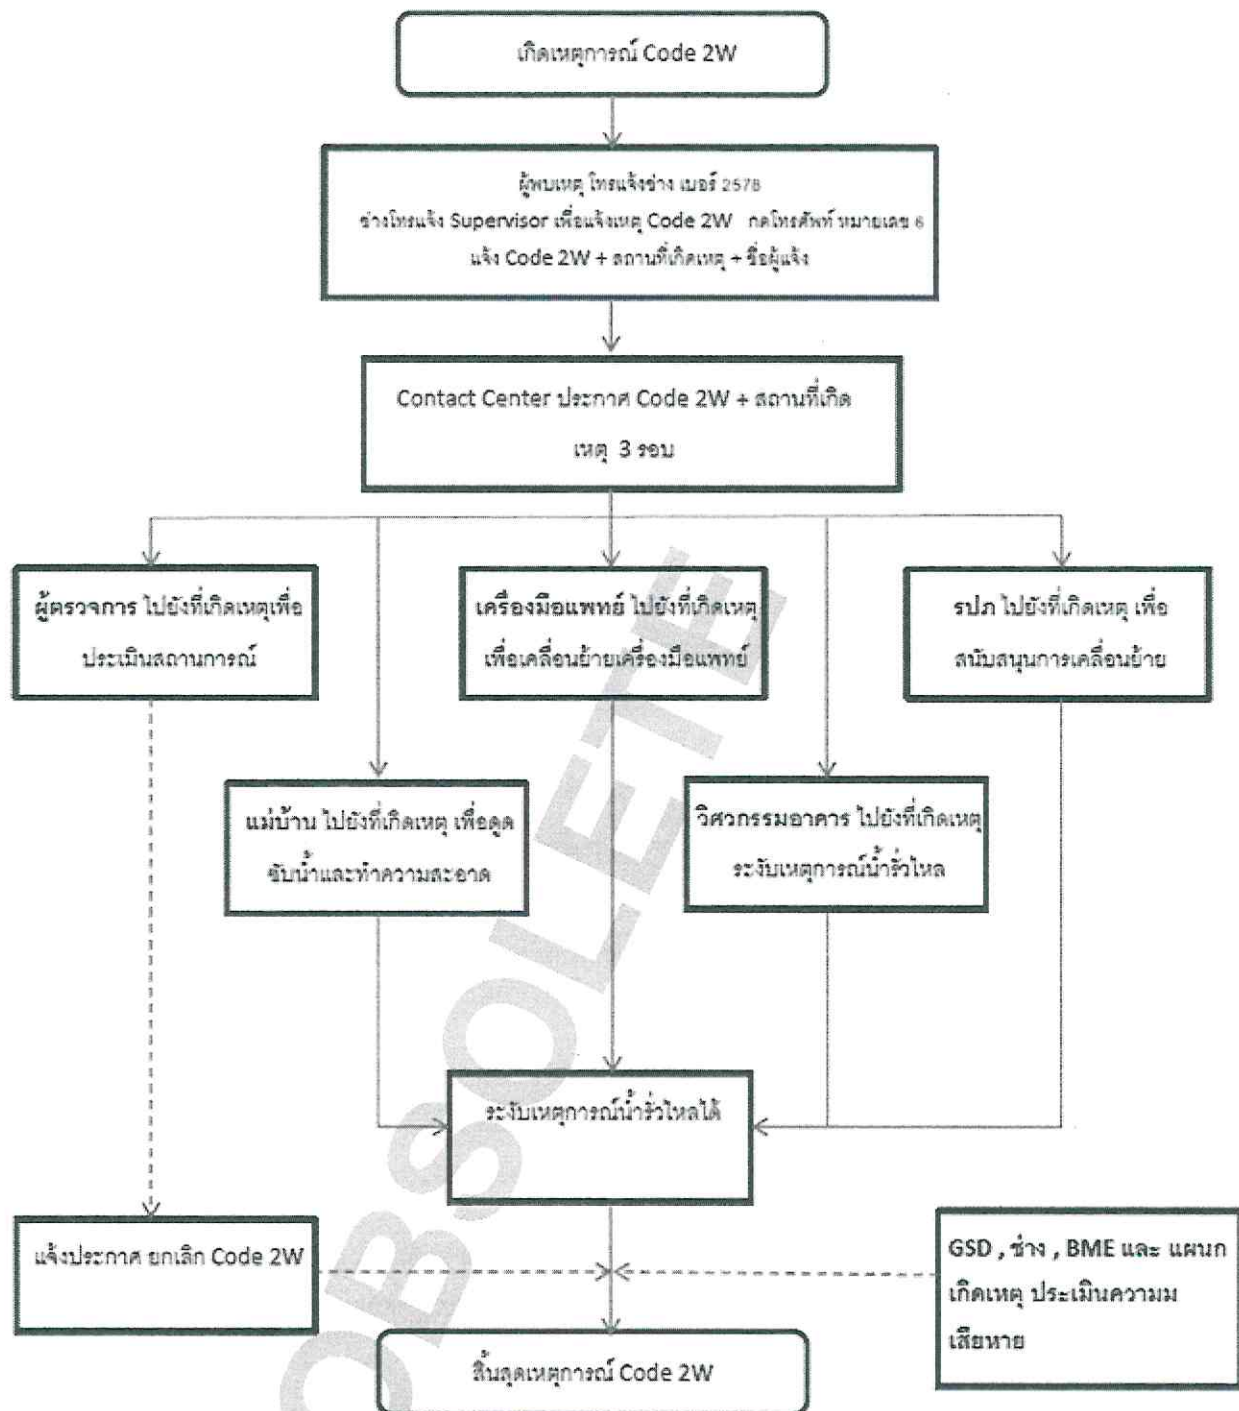 เกิดเหตุการณ์ Code 2W
ผู้พบเหตุ โทรแจ้งช่าง เบอร์ 2578
ช่างโทรแจ้ง Supervisor เพื่อแจ้งเหตุ Code 2W กดโทรศัพท์ หมายเลข 6
แจ้ง Code 2W + สถานที่เกิดเหตุ + ชื่อผู้แจ้ง
Contact Center ประกาศ Code 2W + สถานที่เกิด
เหตุ 3 รอบ
ผู้ตรวจการ ไปยังที่เกิดเหตุเพื่อ
ประเมินสถานการณ์
เครื่องมือแพทย์ ไปยังที่เกิดเหตุ
เพื่อเคลื่อนย้ายเครื่องมือแพทย์
รปภ ไปยังที่เกิดเหตุ เพื่อ
สนับสนุนการเคลื่อนย้าย
แม่บ้าน ไปยังที่เกิดเหตุ เพื่อดูด
ซับน้ำและทำความสะอาด
วิศวกรรมอาคาร ไปยังที่เกิดเหตุ
ระงับเหตุการณ์น้ำรั่วไหล
ระงับเหตุการณ์น้ำรั่วไหลได้
แจ้งประกาศ ยกเลิก Code 2W
GSD , ช่าง , BME และ แผนก
เกิดเหตุ ประเมินความม
เสียหาย
สิ้นสุดเหตุการณ์ Code 2W
OBSOLETE